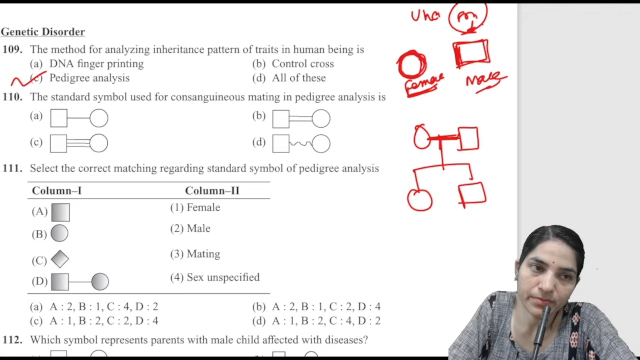 Genetic Disorder
109. The method for analyzing inheritance pattern of traits in human being is
(a) DNA finger printing (b) Control cross
(c) Pedigree analysis (d) All of these
110. The standard symbol used for consanguineous mating in pedigree analysis is
(a) (b)
(c) (d)
111. Select the correct matching regarding standard symbol of pedigree analysis
Column–I Column–II
(A) (1) Female
(B) (2) Male
(C) (3) Mating
(D) (4) Sex unspecified
(a) A : 2, B : 1, C : 4, D : 2 (b) A : 2, B : 1, C : 2, D : 4
(c) A : 1, B : 2, C : 2, D : 4 (d) A : 1, B : 2, C : 4, D : 2
112. Which symbol represents parents with male child affected with diseases?
Female Male